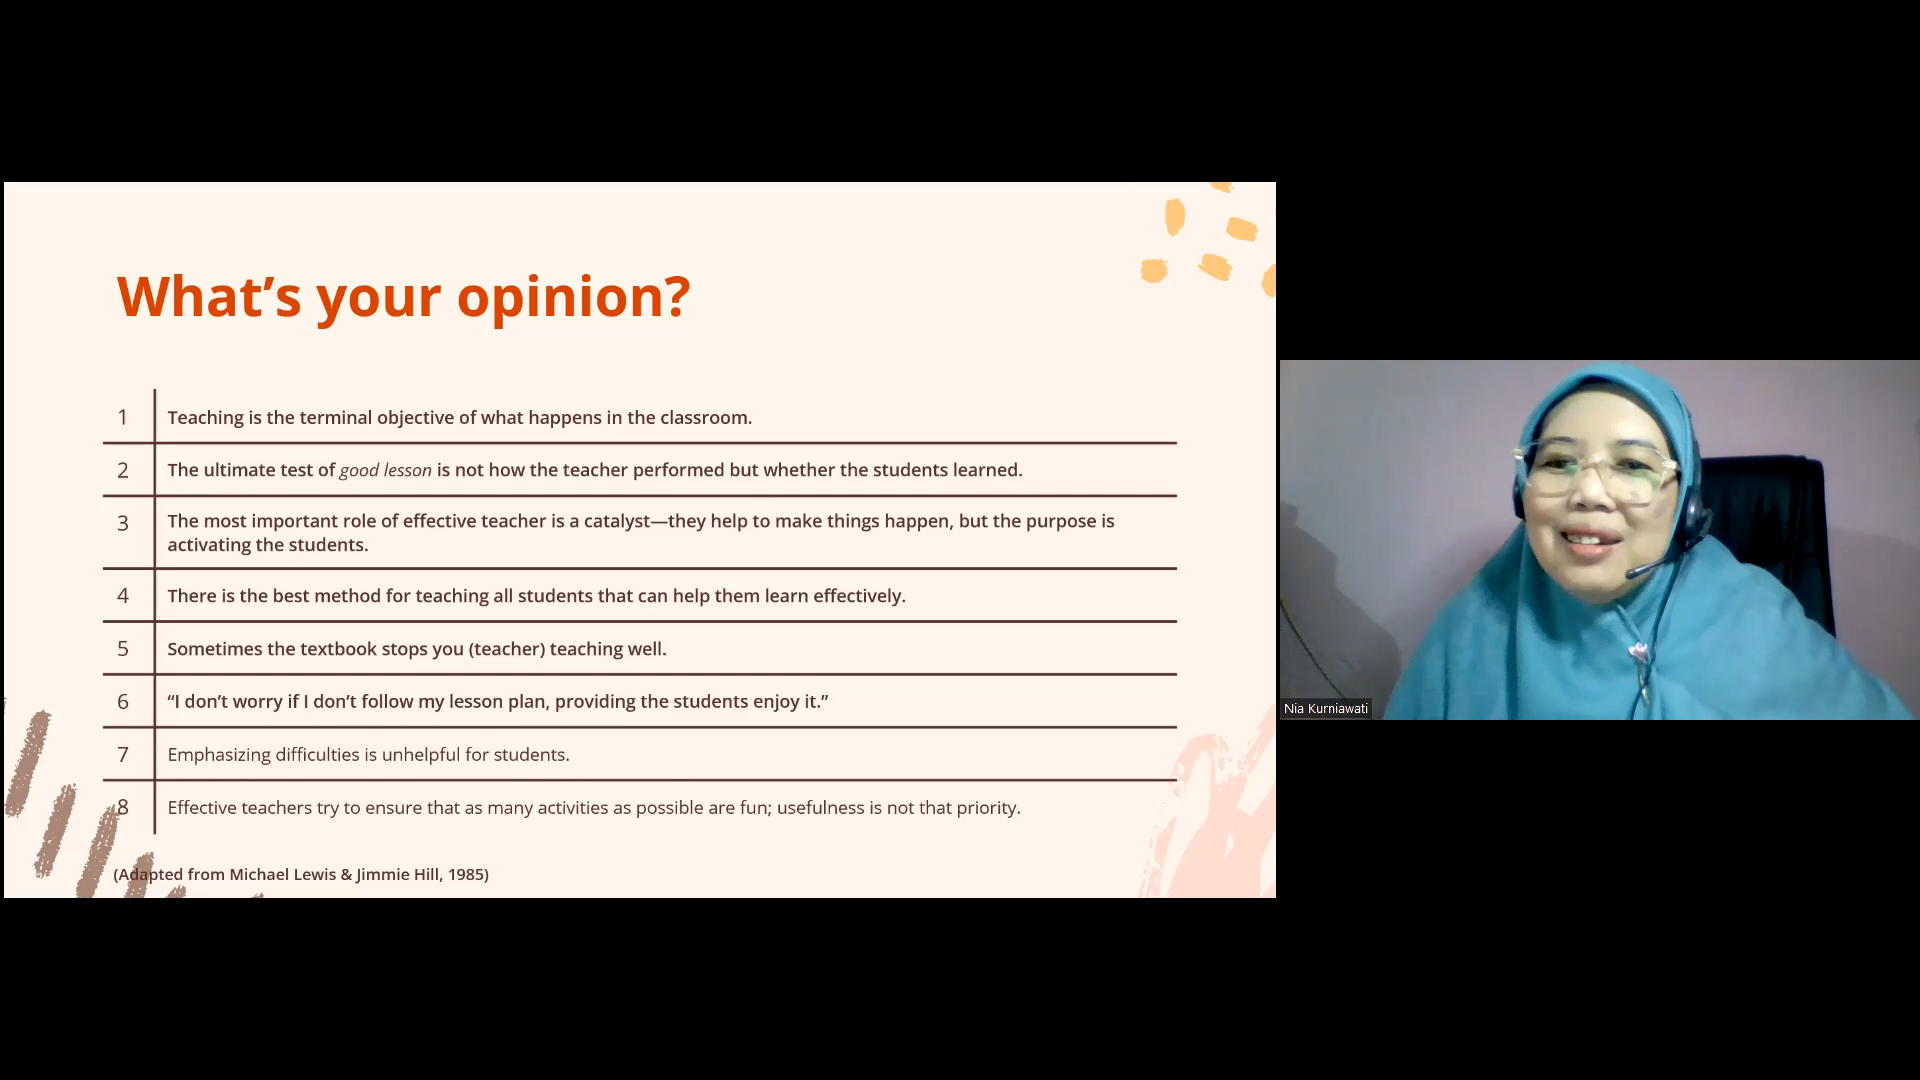 What’s your opinion?
1 Teaching is the terminal objective of what happens in the classroom.
2 The ultimate test of good lesson is not how the teacher performed but whether the students learned.
3 The most important role of effective teacher is a catalyst—they help to make things happen, but the purpose is
activating the students.
4 There is the best method for teaching all students that can help them learn effectively.
5 Sometimes the textbook stops you (teacher) teaching well.
6 “I don’t worry if I don’t follow my lesson plan, providing the students enjoy it.”
7 Emphasizing difficulties is unhelpful for students.
8 Effective teachers try to ensure that as many activities as possible are fun; usefulness is not that priority.
(Adapted from Michael Lewis & Jimmie Hill, 1985)
Nia Kurniawati